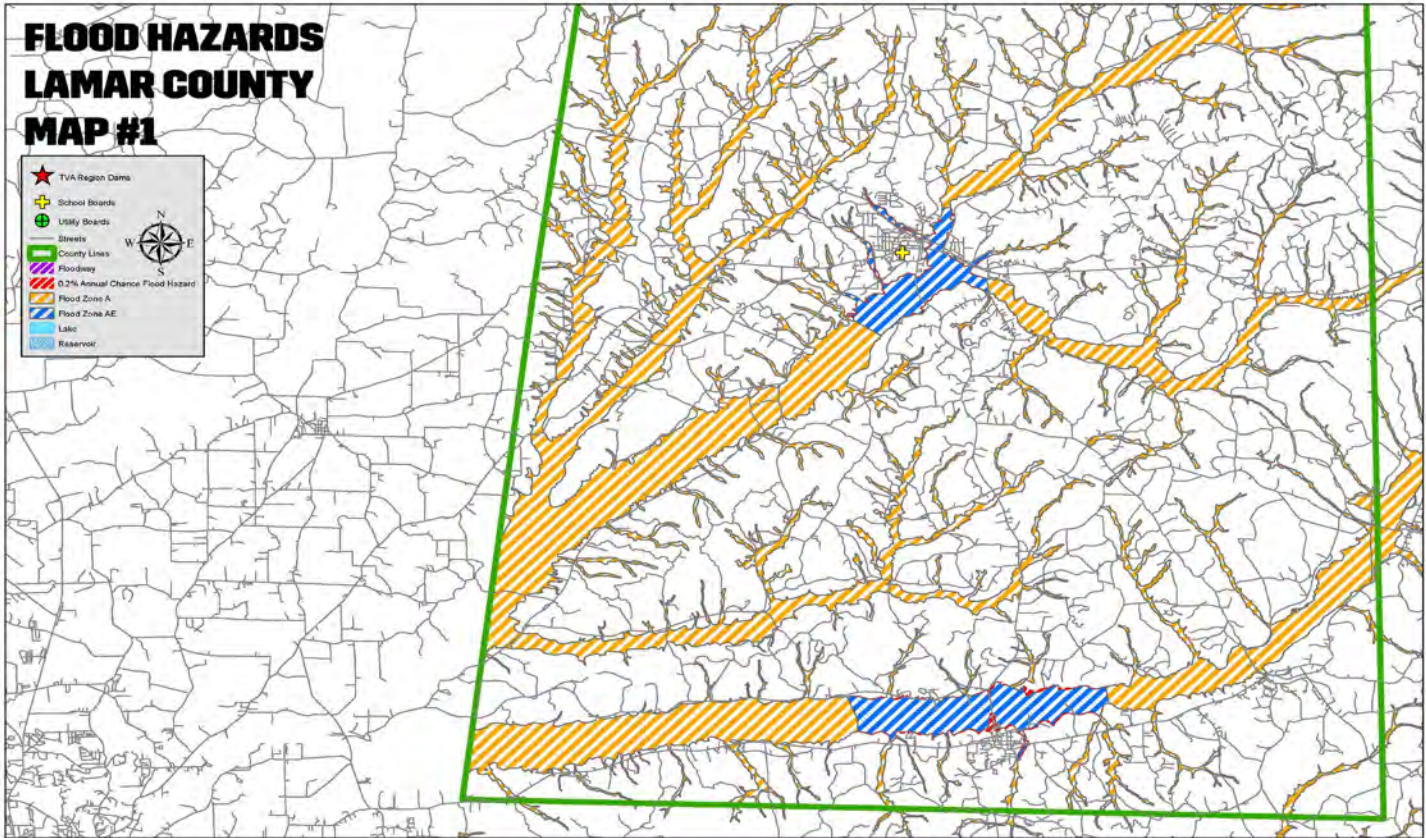 FLOOD HAZARDS
LAMAR COUNTY
MAP #1
TVA Region Dams
School Boards
Utility Boards
Streets
County Lines
Floodway
0.2% Annual Chance Flood Hazard
Flood Zone A
Flood Zone AE
Lake
Reservoir
N
W E
S